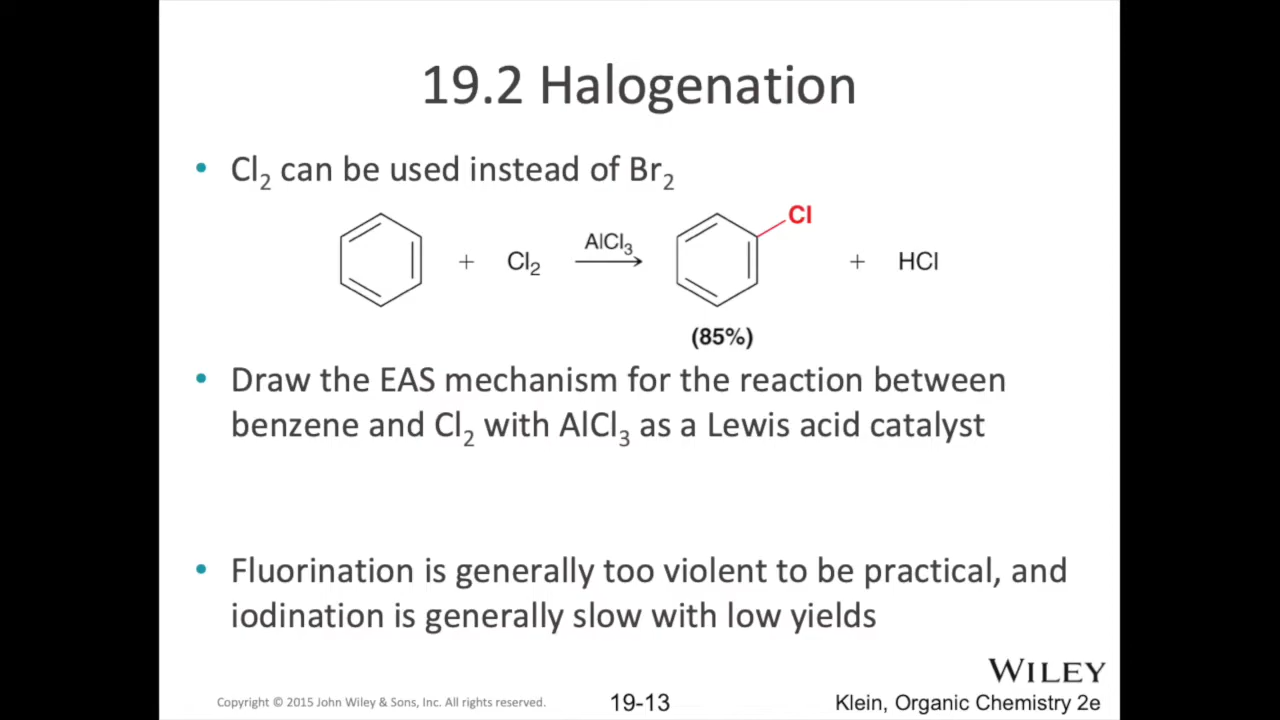 19.2 Halogenation
• Cl₂ can be used instead of Br₂
+ Cl₂ AlCl₃ Cl + HCl
(85%)
• Draw the EAS mechanism for the reaction between
benzene and Cl₂ with AlCl₃ as a Lewis acid catalyst
• Fluorination is generally too violent to be practical, and
iodination is generally slow with low yields
WILEY
Copyright © 2015 John Wiley & Sons, Inc. All rights reserved.
19-13
Klein, Organic Chemistry 2e